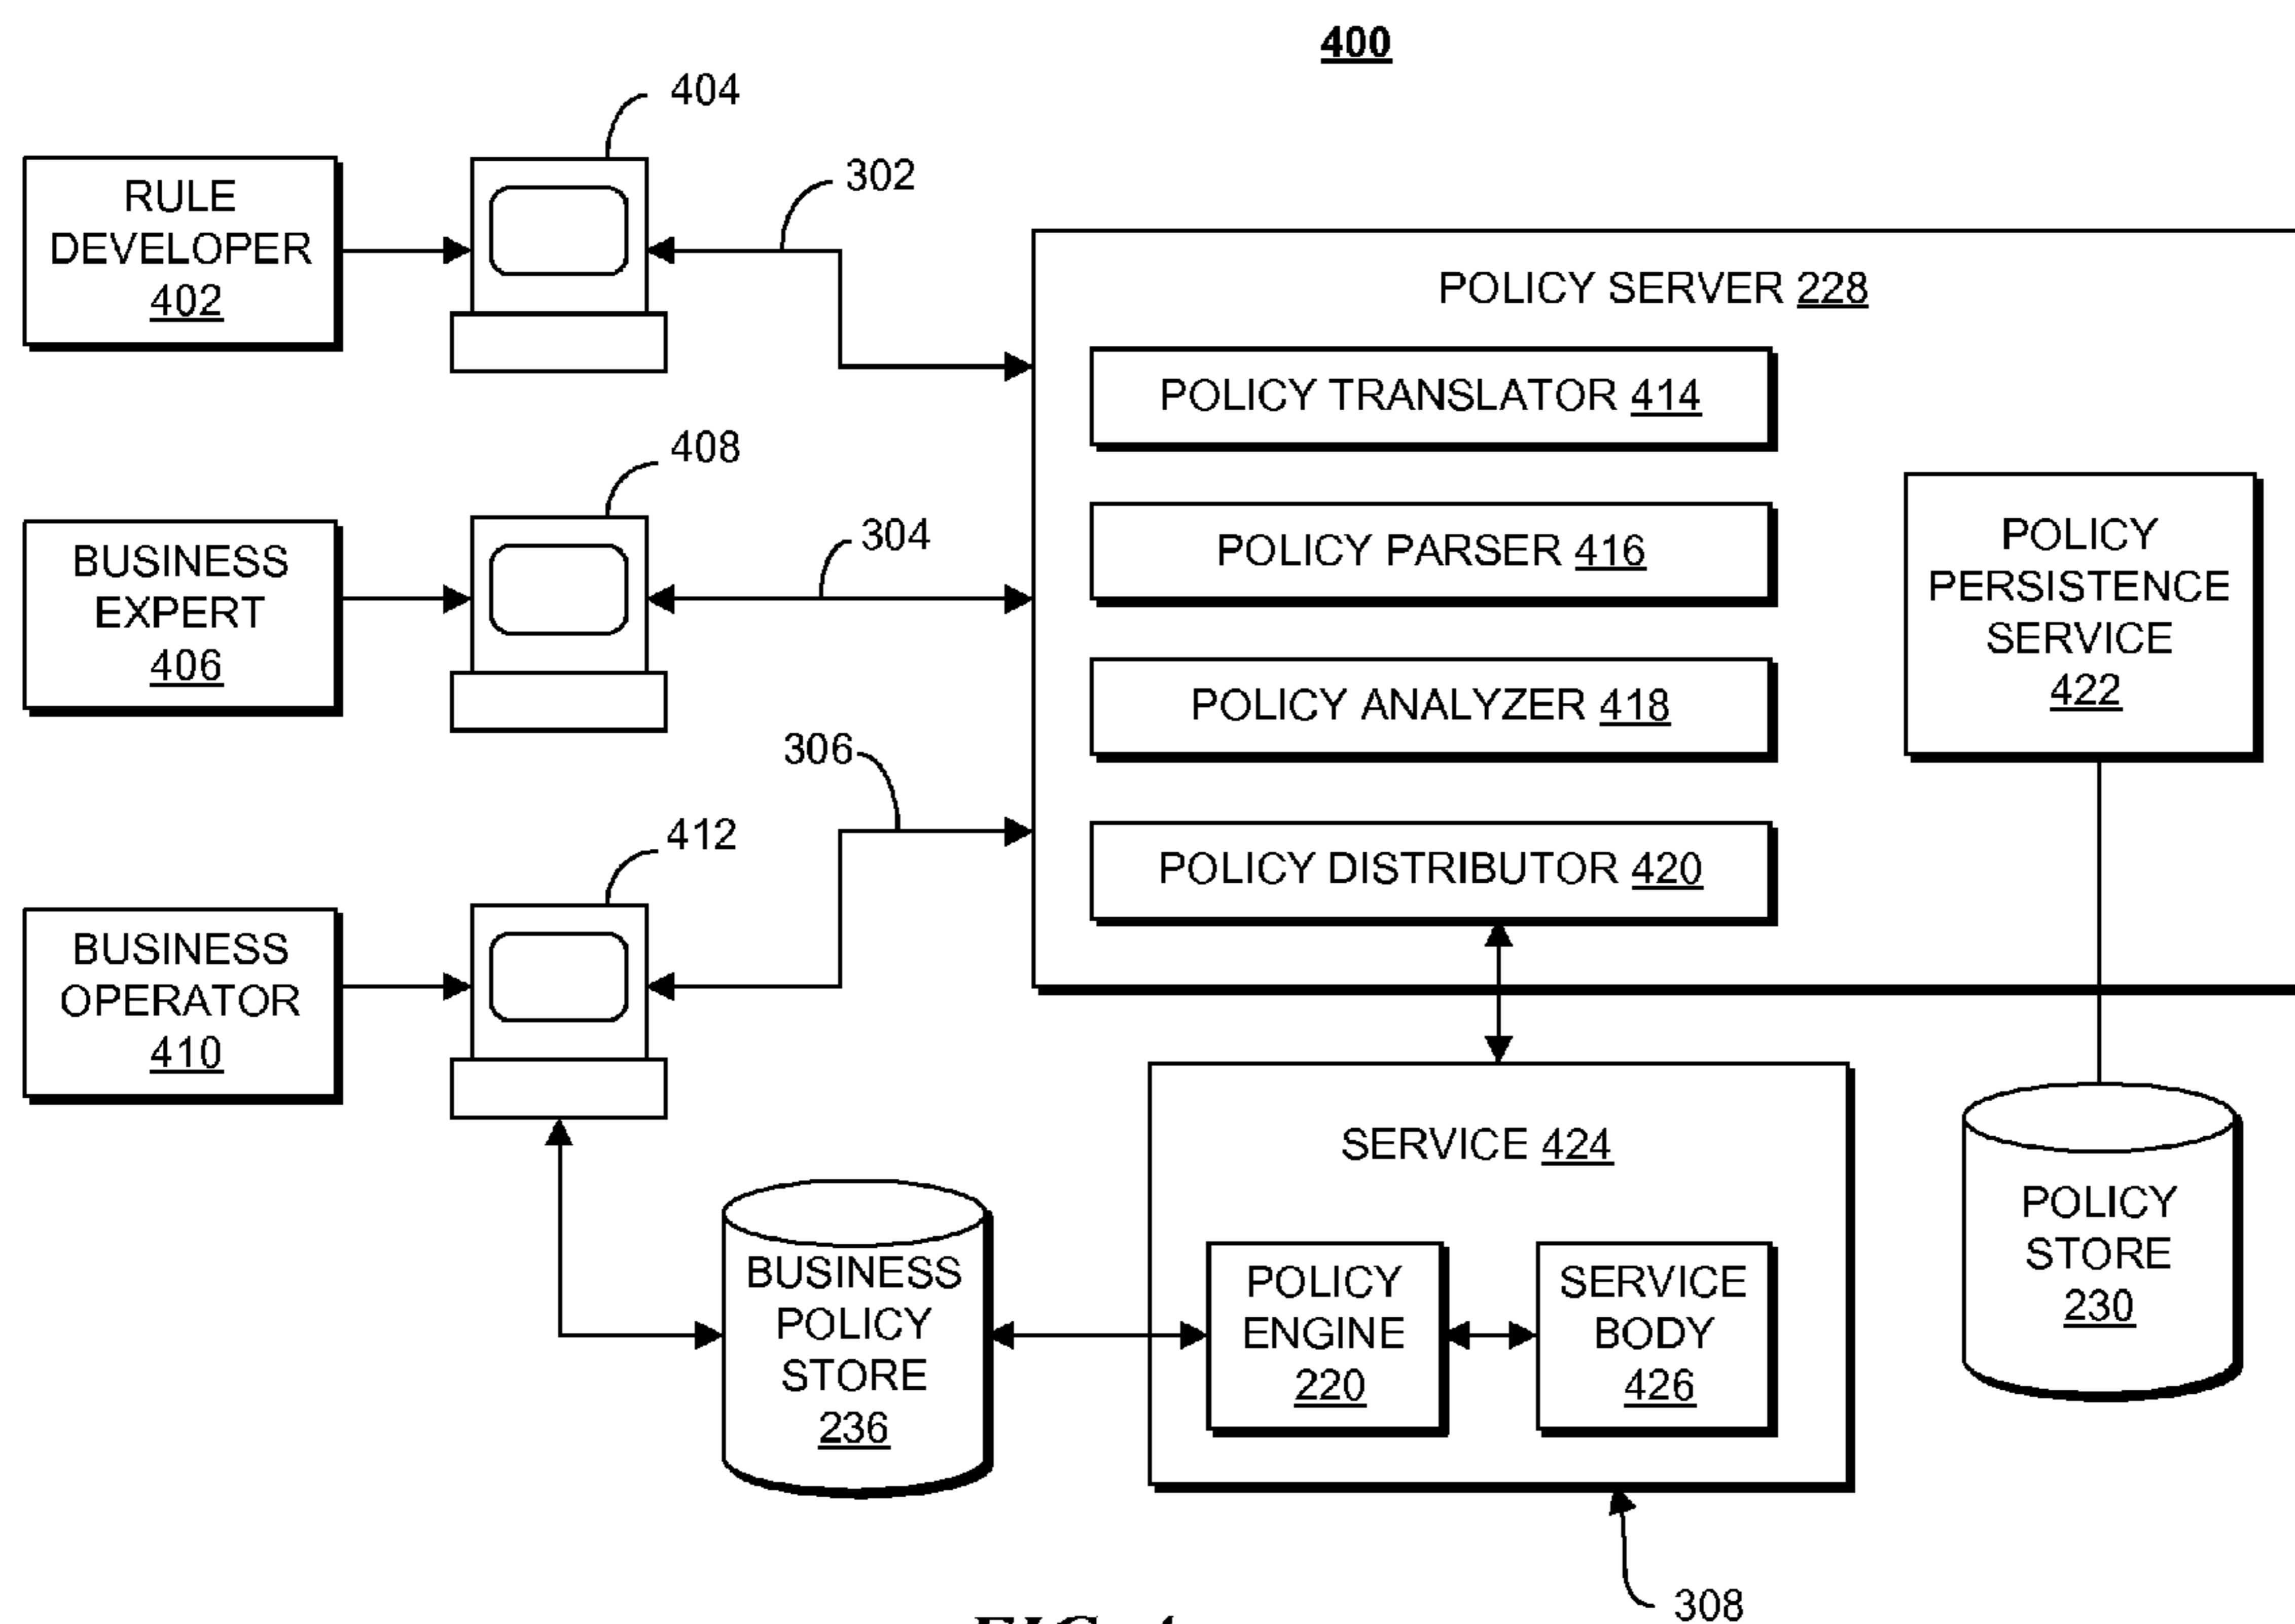 400
404
302
RULE
DEVELOPER
402
POLICY SERVER 228
POLICY TRANSLATOR 414
408
304
BUSINESS
EXPERT
406
POLICY PARSER 416
POLICY
PERSISTENCE
SERVICE
422
POLICY ANALYZER 418
306
412
POLICY DISTRIBUTOR 420
BUSINESS
OPERATOR
410
SERVICE 424
BUSINESS
POLICY
STORE
236
POLICY
ENGINE
220
SERVICE
BODY
426
POLICY
STORE
230
308